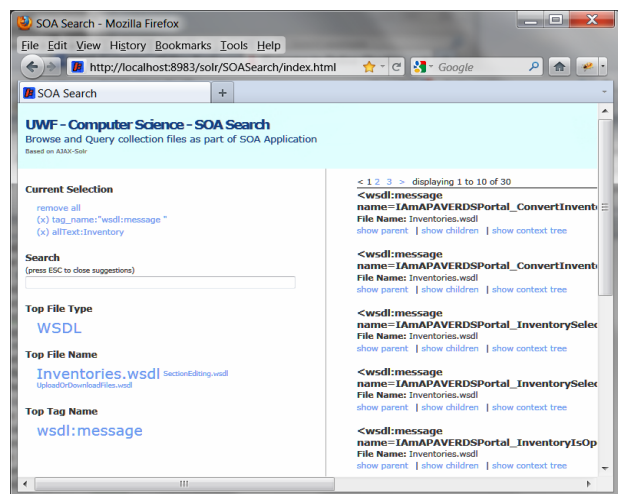 SOA Search - Mozilla Firefox
File Edit View History Bookmarks Tools Help
http://localhost:8983/solr/SOASearch/index.html
Google
SOA Search
UWF - Computer Science - SOA Search
Browse and Query collection files as part of SOA Application
Based on AJAX-Solr
Current Selection
remove all
(x) tag_name:"wsdl:message "
(x) allText:Inventory
Search
(press ESC to close suggestions)
Top File Type
WSDL
Top File Name
Inventories.wsdl SectionEditing.wsdl
UploadOrDownloadFiles.wsdl
Top Tag Name
wsdl:message
< 1 2 3 > displaying 1 to 10 of 30
<wsdl:message
name=IAmAPAVERDSPortal_ConvertInvento
File Name: Inventories.wsdl
show parent | show children | show context tree
<wsdl:message
name=IAmAPAVERDSPortal_ConvertInvento
File Name: Inventories.wsdl
show parent | show children | show context tree
<wsdl:message
name=IAmAPAVERDSPortal_InventorySelec
File Name: Inventories.wsdl
show parent | show children | show context tree
<wsdl:message
name=IAmAPAVERDSPortal_InventorySelec
File Name: Inventories.wsdl
show parent | show children | show context tree
<wsdl:message
name=IAmAPAVERDSPortal_InventoryIsOp
File Name: Inventories.wsdl
show parent | show children | show context tree